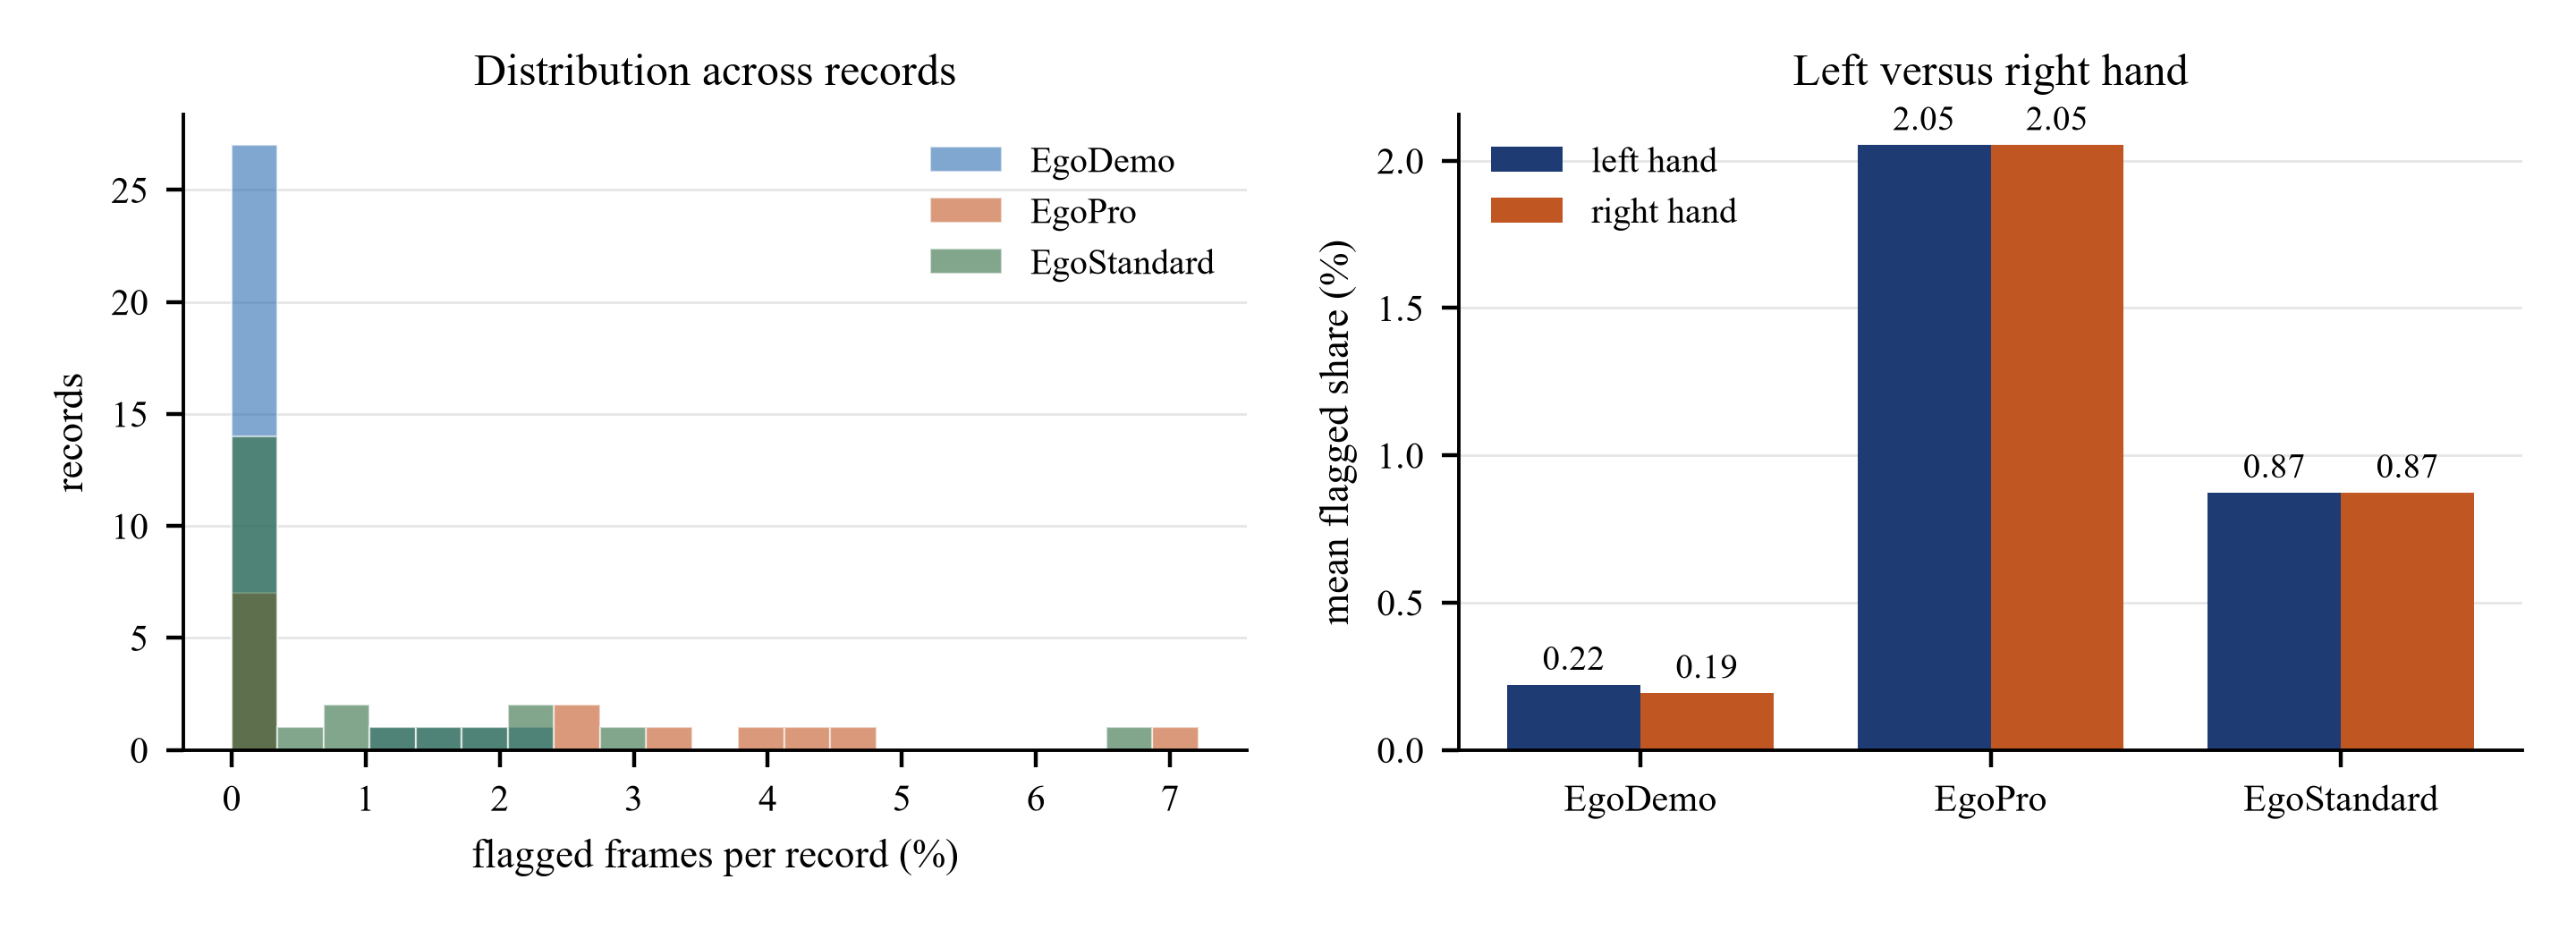 Distribution across records
records
25
20
15
10
5
0
0 1 2 3 4 5 6 7
flagged frames per record (%)
EgoDemo
EgoPro
EgoStandard
Left versus right hand
mean flagged share (%)
2.0
1.5
1.0
0.5
0.0
left hand
right hand
0.22 0.19
2.05 2.05
0.87 0.87
EgoDemo EgoPro EgoStandard